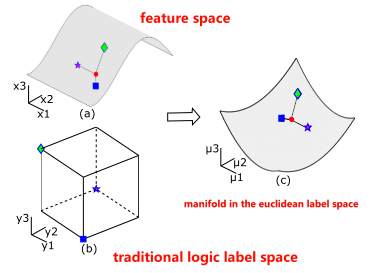 feature space
x3
x2
x1
(a)
μ3
μ2
μ1
(c)
manifold in the euclidean label space
y3
y2
y1
(b)
traditional logic label space